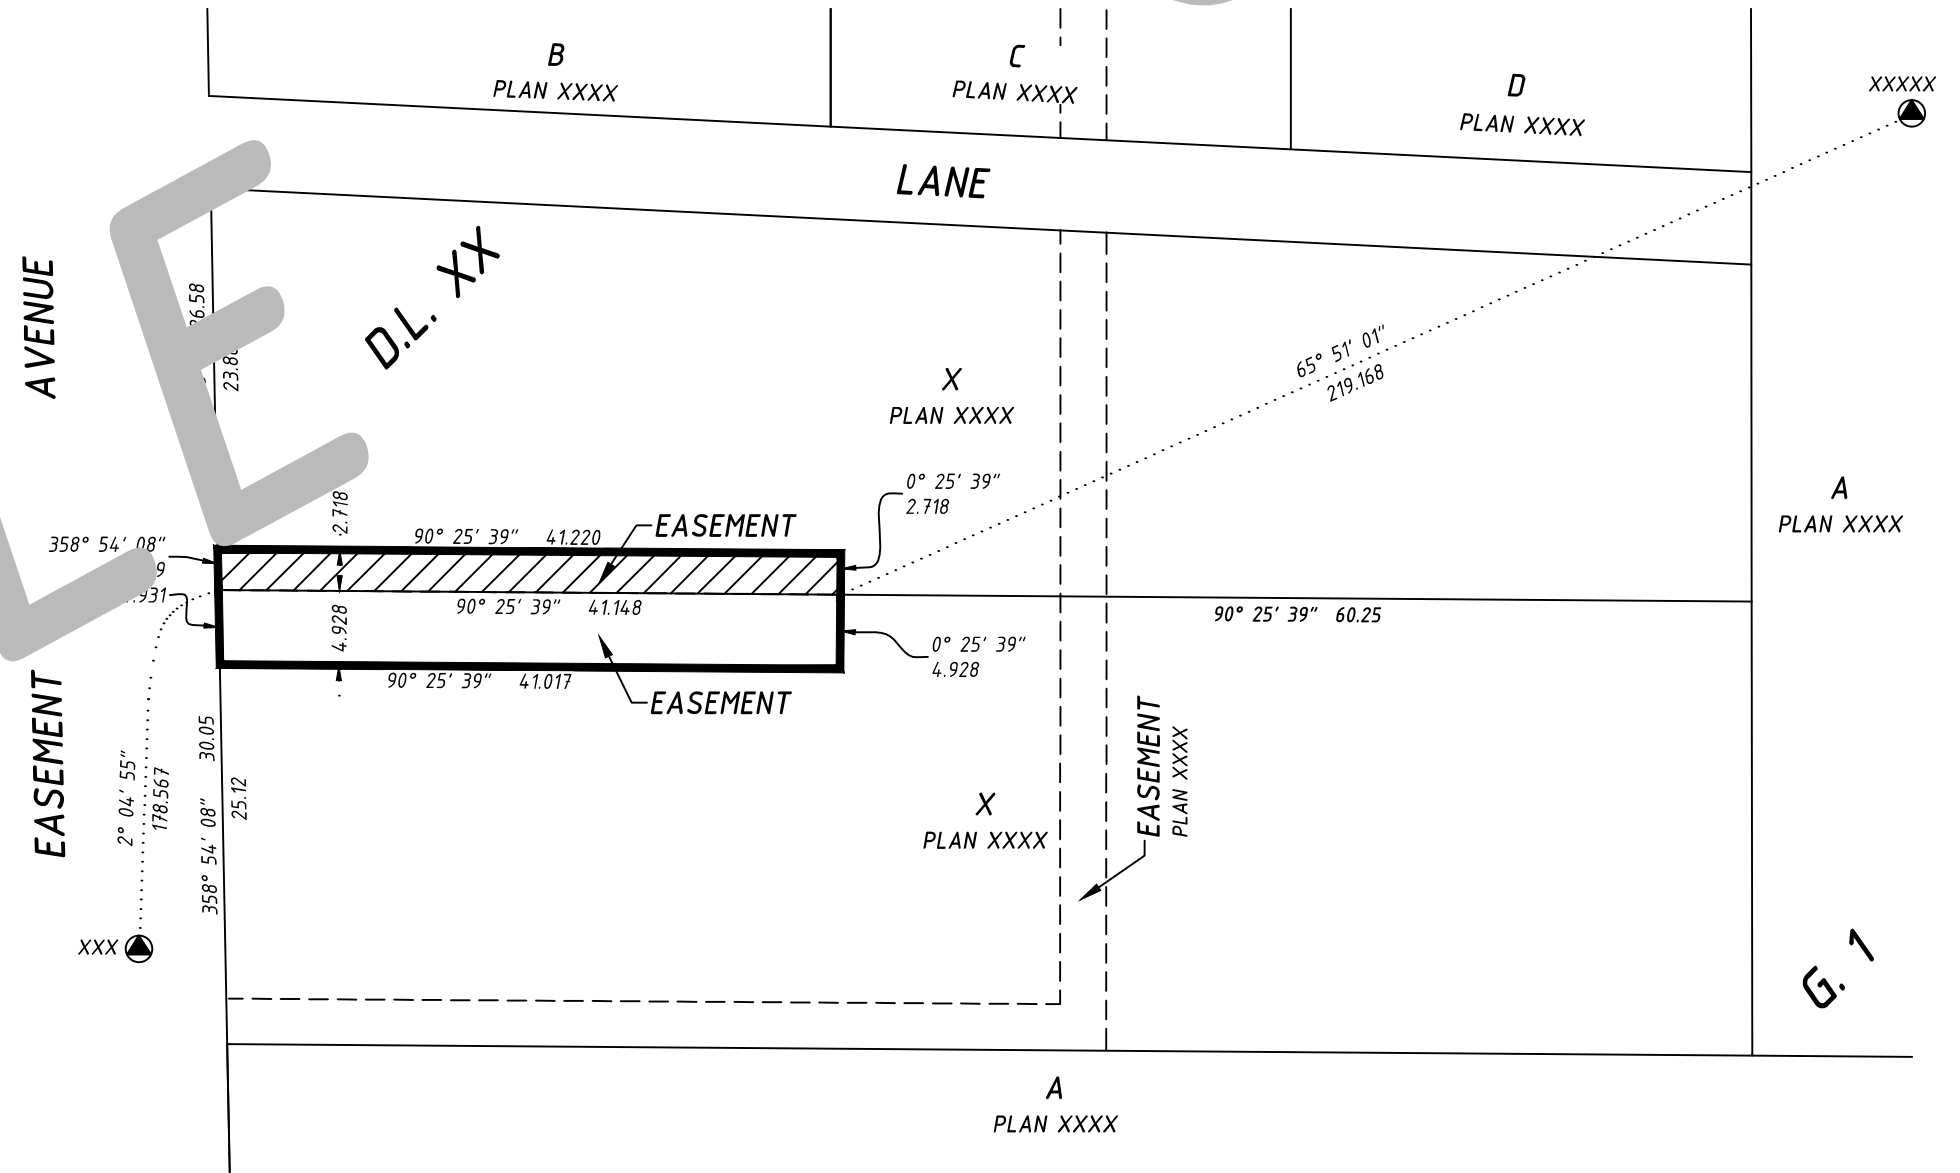 B
PLAN XXXX
C
PLAN XXXX
D
PLAN XXXX
XXXXX
LANE
AVENUE
D.L. XX
65° 51' 01"
219.168
X
PLAN XXXX
0° 25' 39"
2.718
A
PLAN XXXX
2.718
90° 25' 39" 41.220
EASEMENT
358° 54' 08"
90° 25' 39" 41.148
4.928
90° 25' 39" 60.25
0° 25' 39"
4.928
90° 25' 39" 41.017
EASEMENT
EASEMENT
2° 04' 55"
178.567
358° 54' 08" 30.05
25.12
EASEMENT
PLAN XXXX
X
PLAN XXXX
XXX
G. 1
A
PLAN XXXX